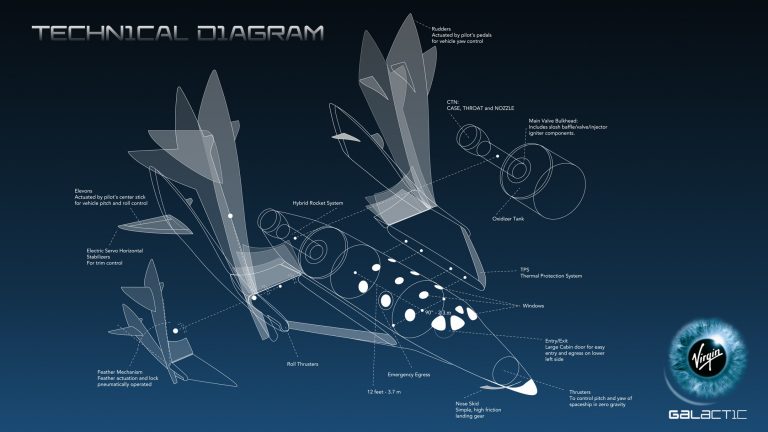 TECHNICAL DIAGRAM
Rudders
Actuated by pilot's pedals
for vehicle yaw control
CTN:
CASE, THROAT and NOZZLE
Main Valve Bulkhead:
Includes slosh baffle/valve/injector
igniter components.
Oxidizer Tank
Elevons
Actuated by pilot's center stick
for vehicle pitch and roll control
Hybrid Rocket System
Electric Servo Horizontal
Stabilizers
For trim control
TPS
Thermal Protection System
Windows
90" - 2.3 m
Entry/Exit
Large Cabin door for easy
entry and egress on lower
left side
Feather Mechanism
Feather actuation and lock
pneumatically operated
Roll Thrusters
Emergency Egress
12 feet - 3.7 m
Nose Skid
Simple, high friction
landing gear
Thrusters
To control pitch and yaw of
spaceship in zero gravity
Virgin
GALACTIC